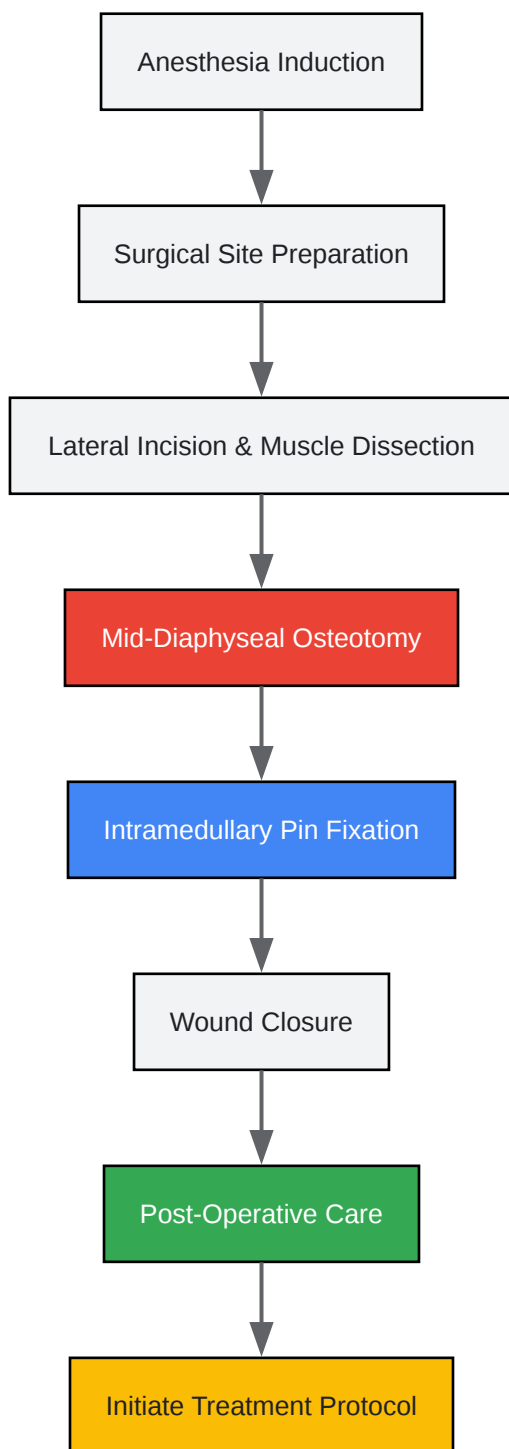 Anesthesia Induction
Surgical Site Preparation
Lateral Incision & Muscle Dissection
Mid-Diaphyseal Osteotomy
Intramedullary Pin Fixation
Wound Closure
Post-Operative Care
Initiate Treatment Protocol